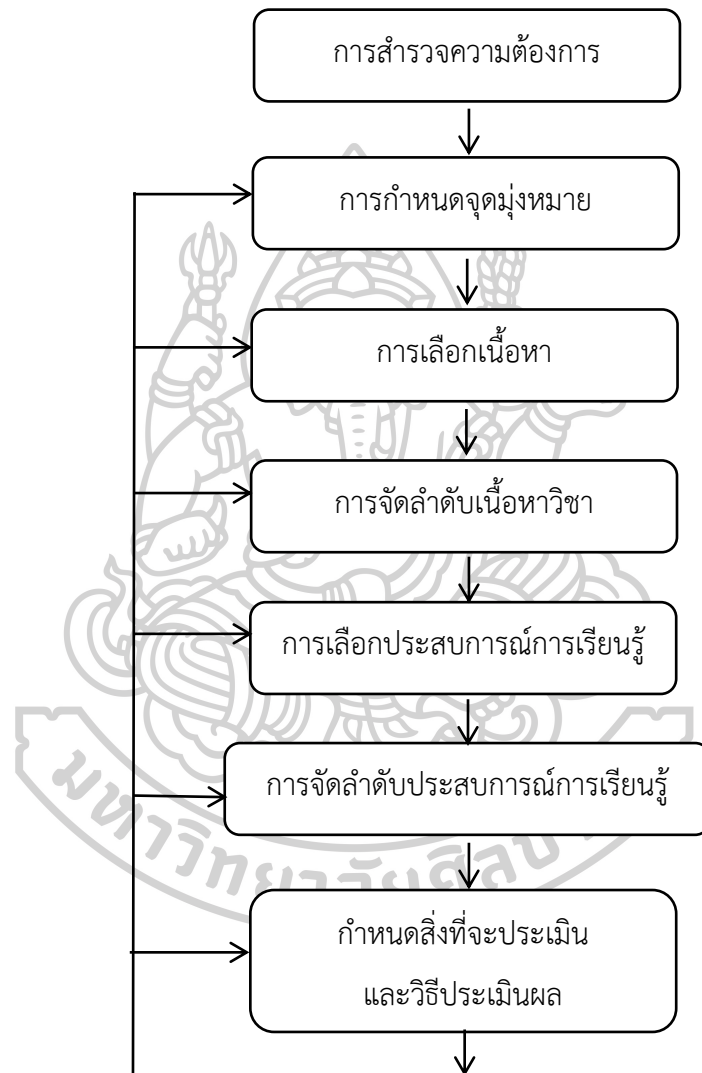 การสำรวจความต้องการ
การกำหนดจุดมุ่งหมาย
การเลือกเนื้อหา
การจัดลำดับเนื้อหาวิชา
การเลือกประสบการณ์การเรียนรู้
การจัดลำดับประสบการณ์การเรียนรู้
กำหนดสิ่งที่จะประเมิน
และวิธีประเมินผล